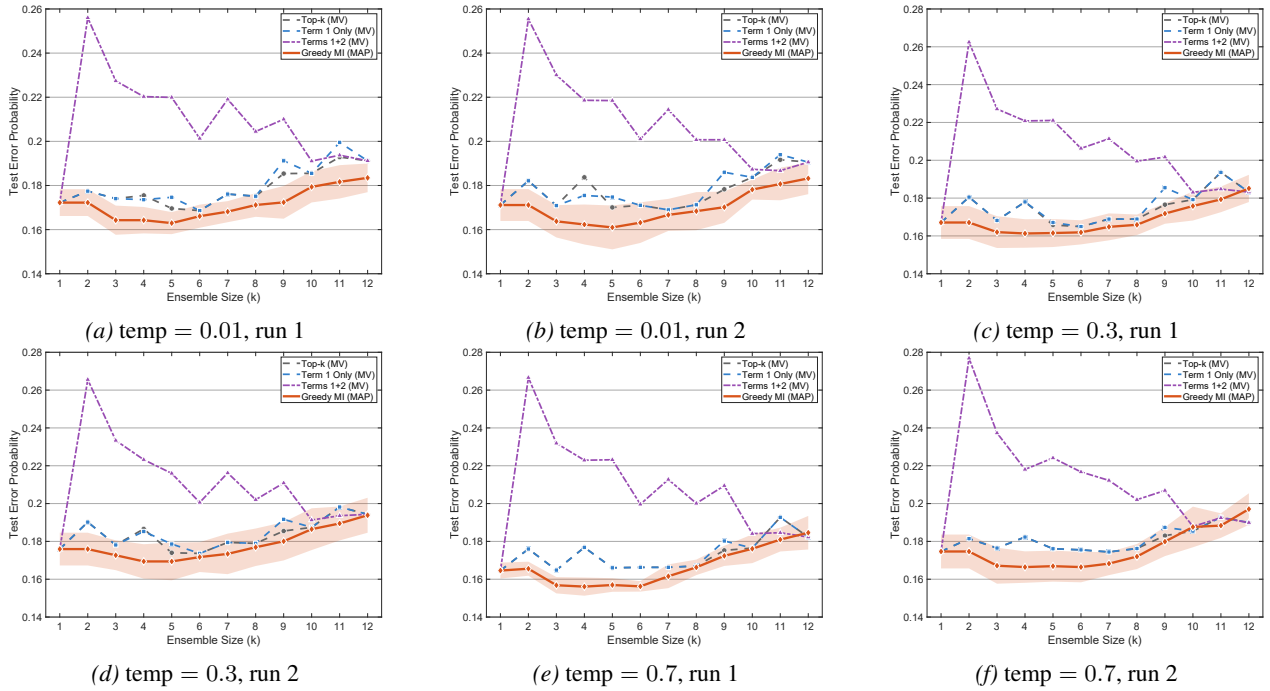 0.26
0.24
0.22
0.2
0.18
0.16
0.14
Test Error Probability
Top-k (MV)
Term 1 Only (MV)
Terms 1+2 (MV)
Greedy MI (MAP)
1 2 3 4 5 6 7 8 9 10 11 12
Ensemble Size (k)
(a) temp = 0.01, run 1
0.26
0.24
0.22
0.2
0.18
0.16
0.14
Test Error Probability
Top-k (MV)
Term 1 Only (MV)
Terms 1+2 (MV)
Greedy MI (MAP)
1 2 3 4 5 6 7 8 9 10 11 12
Ensemble Size (k)
(b) temp = 0.01, run 2
0.28
0.26
0.24
0.22
0.2
0.18
0.16
0.14
Test Error Probability
Top-k (MV)
Term 1 Only (MV)
Terms 1+2 (MV)
Greedy MI (MAP)
1 2 3 4 5 6 7 8 9 10 11 12
Ensemble Size (k)
(c) temp = 0.3, run 1
0.28
0.26
0.24
0.22
0.2
0.18
0.16
0.14
Test Error Probability
Top-k (MV)
Term 1 Only (MV)
Terms 1+2 (MV)
Greedy MI (MAP)
1 2 3 4 5 6 7 8 9 10 11 12
Ensemble Size (k)
(d) temp = 0.3, run 2
0.28
0.26
0.24
0.22
0.2
0.18
0.16
0.14
Test Error Probability
Top-k (MV)
Term 1 Only (MV)
Terms 1+2 (MV)
Greedy MI (MAP)
1 2 3 4 5 6 7 8 9 10 11 12
Ensemble Size (k)
(e) temp = 0.7, run 1
0.28
0.26
0.24
0.22
0.2
0.18
0.16
0.14
Test Error Probability
Top-k (MV)
Term 1 Only (MV)
Terms 1+2 (MV)
Greedy MI (MAP)
1 2 3 4 5 6 7 8 9 10 11 12
Ensemble Size (k)
(f) temp = 0.7, run 2